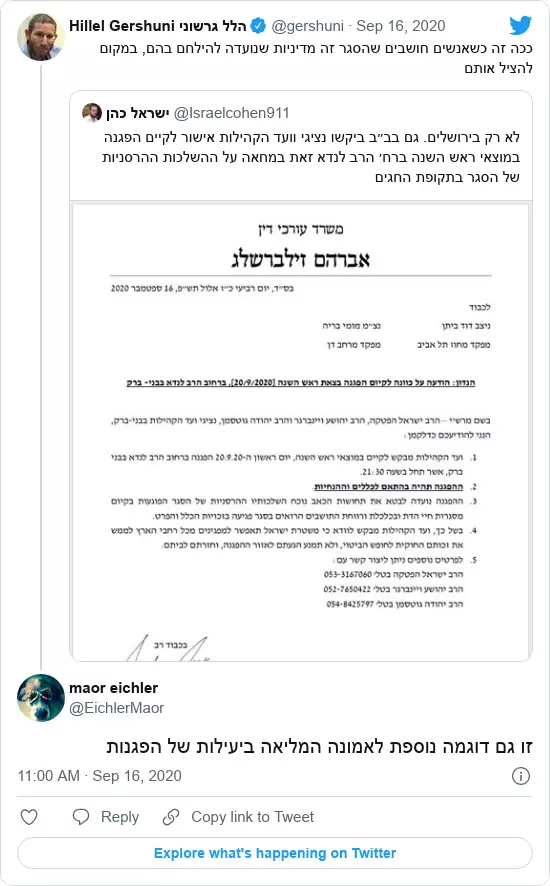 Hillel Gershuni הלל גרשוני @gershuni · Sep 16, 2020
ככה זה כשאנשים חושבים שהסגר זה מדיניות שנועדה להילחם בהם, במקום
להציל אותם
ישראל כהן @Israelcohen911
לא רק בירושלים. גם בב״ב ביקשו נציגי וועד הקהילות אישור לקיים הפגנה
במוצאי ראש השנה ברח׳ הרב לנדא זאת במחאה על ההשלכות ההרסניות
של הסגר בתקופת החגים
משרד עורכי דין
אברהם זילברשלג
בס״ד, יום רביעי כ״ז אלול תש״פ, 16 ספטמבר 2020
לכבוד
ניצב דוד ביתן נצ״מ מומי בריה
מפקד מחוז תל אביב מפקד מרחב דן
הנדון: הודעה על כוונה לקיום הפגנה בצאת ראש השנה [20/9/2020], ברחוב הרב לנדא בבני- ברק
בשם מרשיי –הרב ישראל הפטקה, הרב יהושע ויינברגר והרב יהודה גוטסמן, נציגי ועד הקהילות בבני-ברק,
הנני להודיעכם כדלקמן:
1. ועד הקהילות מבקש לקיים במוצאי ראש השנה, יום ראשון ה-20.9.20 הפגנה ברחוב הרב לנדא בבני
ברק, אשר תחל בשעה 21:30.
2. ההפגנה תהיה בהתאם לכללים וההנחיות.
3. ההפגנה נועדה לבטא את תחושות הכאב נוכח השלכותיו ההרסניות של הסגר הפוגעות בקיום
מסגרות חיי הדת ובכלכלת ורווחת התושבים הרואים בסגר פגיעה בזכויות הכלל והפרט.
4. בשל כך, ועד הקהילות מבקש לוודא כי משטרת ישראל תאפשר למפגינים מכל רחבי הארץ לממש
את זכותם החוקית לחופש הביטוי, ולא תמנע הגעתם לאזור ההפגנה, וחזרתם לביתם.
5. לפרטים נוספים ניתן ליצור קשר עם:
הרב ישראל הפטקה בטל׳ 053-3167060
הרב יהושע ויינברגר בטל׳ 052-7650422
הרב יהודה גוטסמן בטל׳ 054-8425797
בכבוד רב
maor eichler
@EichlerMaor
זו גם דוגמה נוספת לאמונה המליאה ביעילות של הפגנות
11:00 AM · Sep 16, 2020
Reply
Copy link to Tweet
Explore what's happening on Twitter